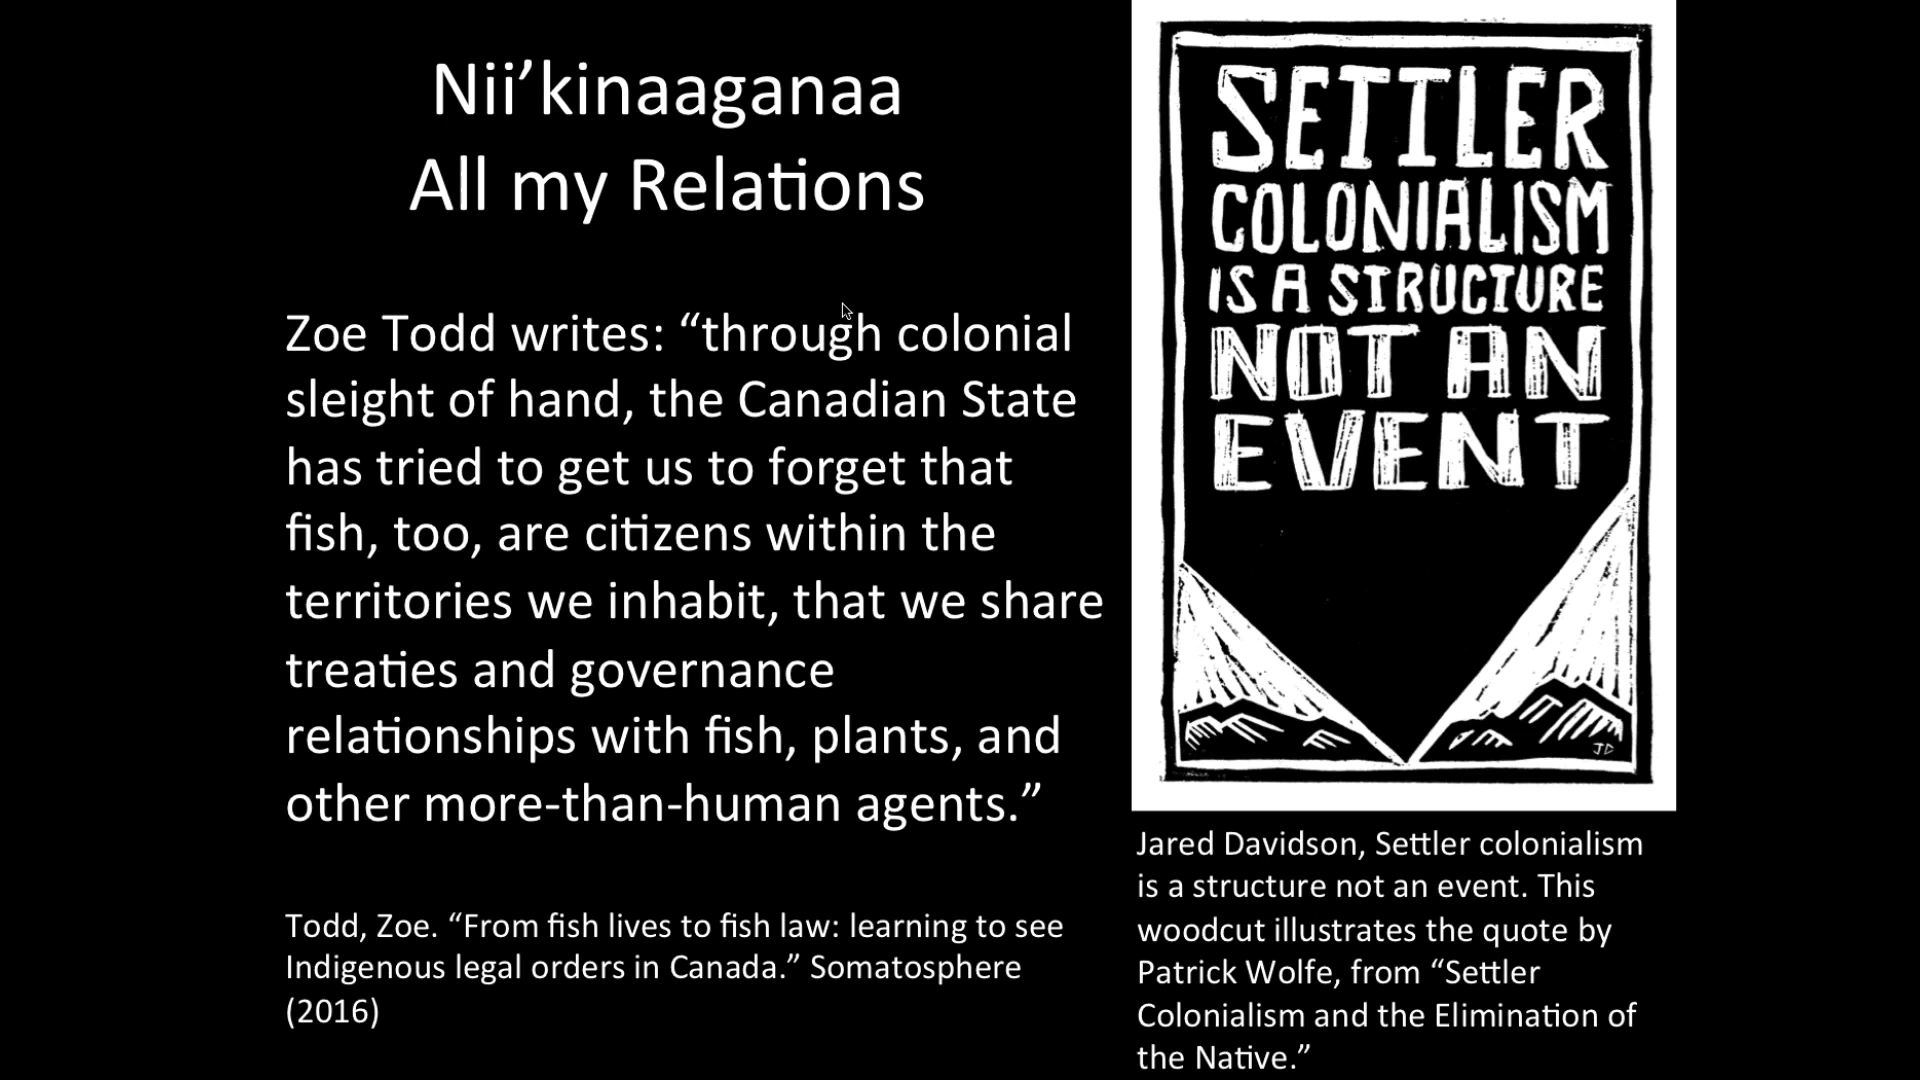 Nii’kinaaganaa
All my Relations
Zoe Todd writes: “through colonial
sleight of hand, the Canadian State
has tried to get us to forget that
fish, too, are citizens within the
territories we inhabit, that we share
treaties and governance
relationships with fish, plants, and
other more-than-human agents.”
Todd, Zoe. “From fish lives to fish law: learning to see
Indigenous legal orders in Canada.” Somatosphere
(2016)
SETTLER
COLONIALISM
IS A STRUCTURE
NOT AN
EVENT
JD
Jared Davidson, Settler colonialism
is a structure not an event. This
woodcut illustrates the quote by
Patrick Wolfe, from “Settler
Colonialism and the Elimination of
the Native.”